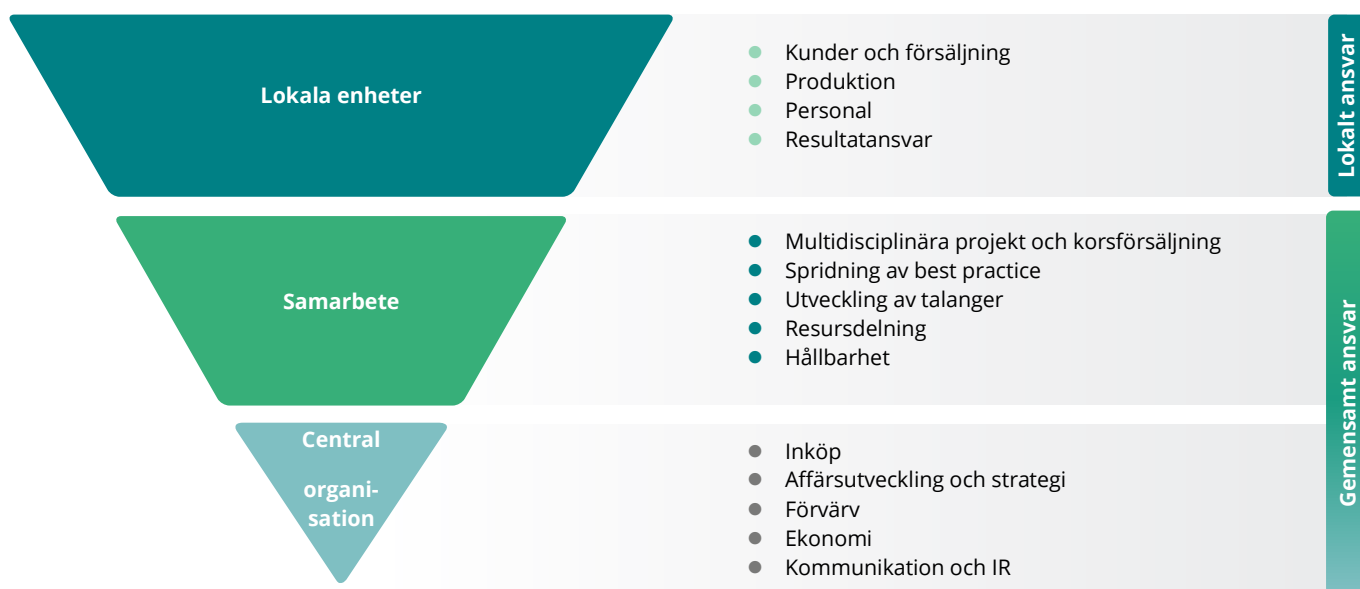 Lokala enheter
Kunder och försäljning
Produktion
Personal
Resultatansvar
Lokalt ansvar
Samarbete
Multidisciplinära projekt och korsförsäljning
Spridning av best practice
Utveckling av talanger
Resursdelning
Hållbarhet
Gemensamt ansvar
Central
organi-
sation
Inköp
Affärsutveckling och strategi
Förvärv
Ekonomi
Kommunikation och IR